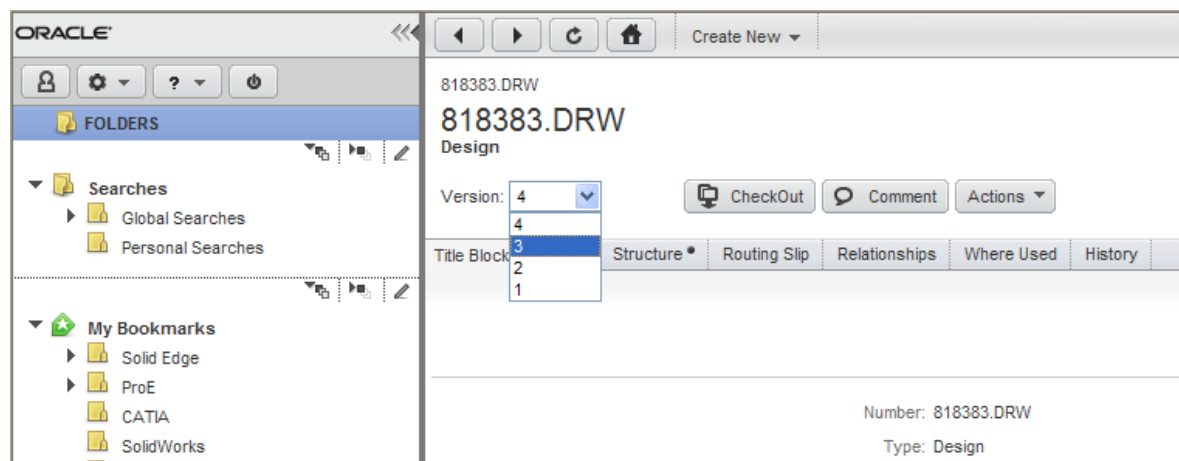 ORACLE
Create New
?
FOLDERS
Searches
Global Searches
Personal Searches
My Bookmarks
Solid Edge
ProE
CATIA
SolidWorks
818383.DRW
818383.DRW
Design
Version: 4
CheckOut
Comment
Actions
4
3
2
1
Title Block
Structure
Routing Slip
Relationships
Where Used
History
Number: 818383.DRW
Type: Design